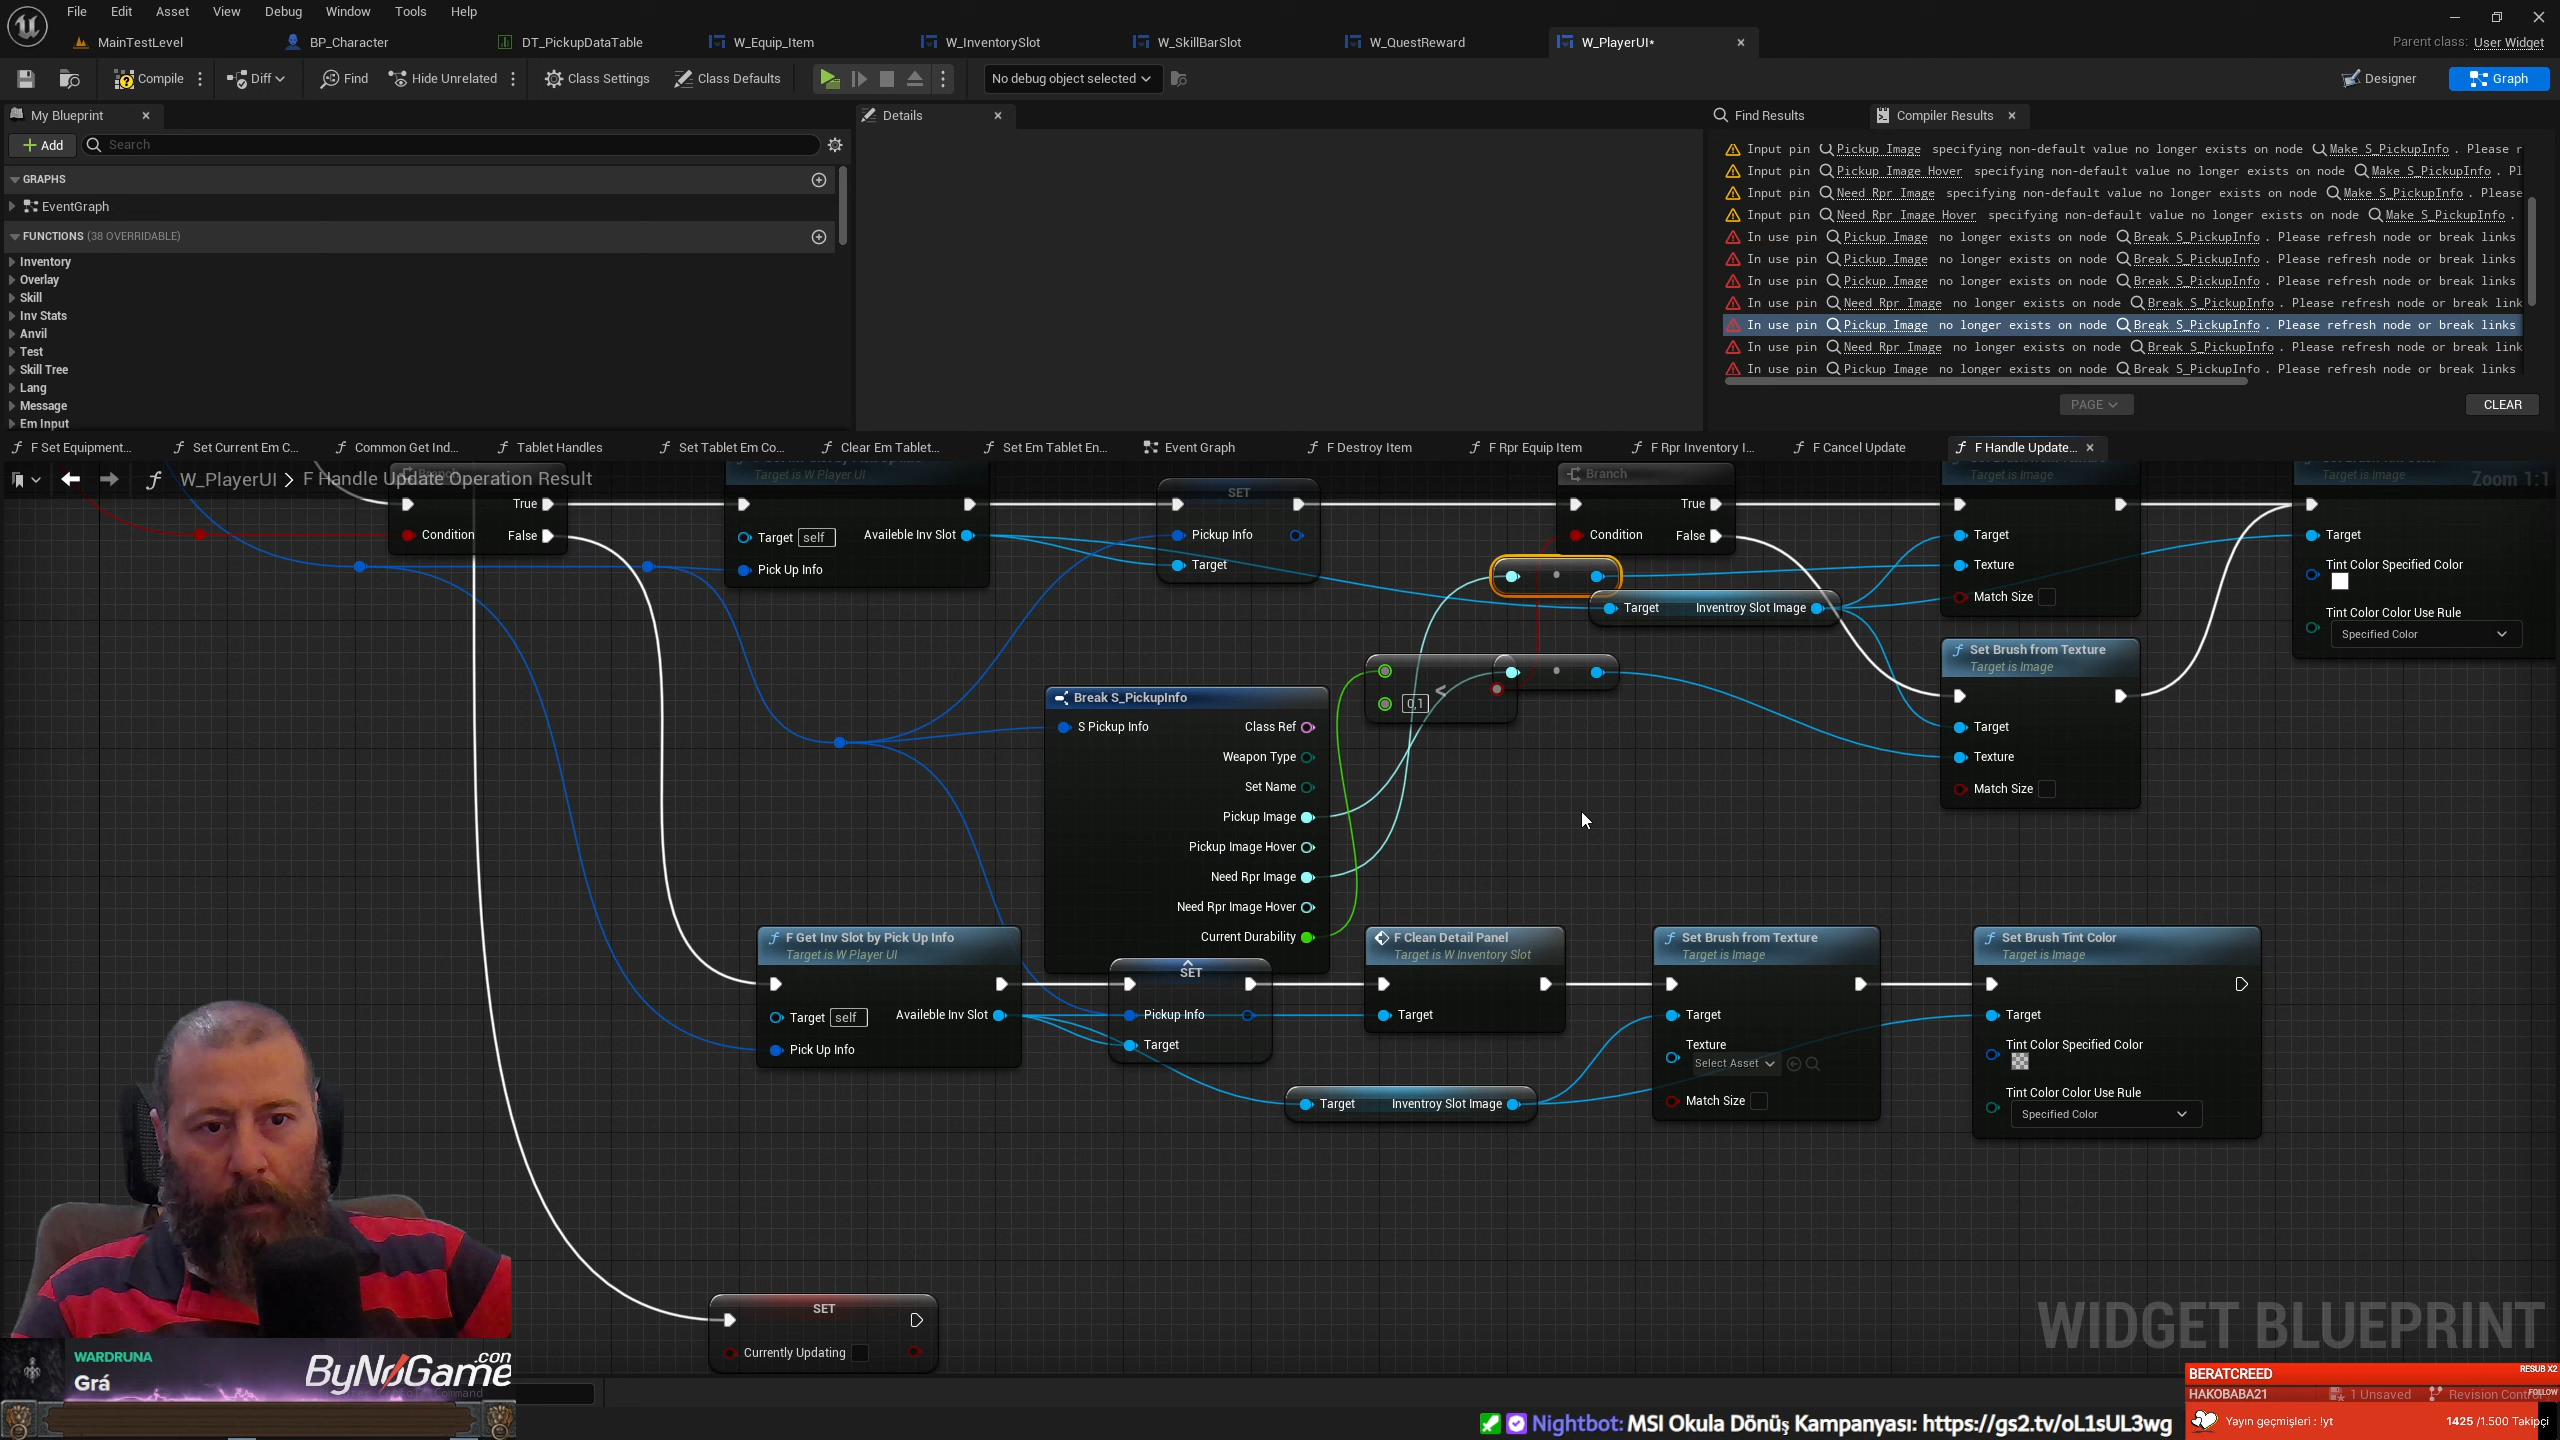 File Edit Asset View Debug Window Tools Help
MainTestLevel BP_Character DT_PickupDataTable W_Equip_Item W_InventorySlot W_SkillBarSlot W_QuestReward W_PlayerUI* Parent class: User Widget
Compile Diff Find Hide Unrelated Class Settings Class Defaults No debug object selected Designer Graph
My Blueprint Details Find Results Compiler Results
Add Search
GRAPHS
EventGraph
FUNCTIONS (38 OVERRIDABLE)
Inventory
Overlay
Skill
Inv Stats
Anvil
Test
Skill Tree
Lang
Message
Em Input
Input pin Pickup Image specifying non-default value no longer exists on node Make S_PickupInfo . Please r
Input pin Pickup Image Hover specifying non-default value no longer exists on node Make S_PickupInfo . Pl
Input pin Need Rpr Image specifying non-default value no longer exists on node Make S_PickupInfo . Please
Input pin Need Rpr Image Hover specifying non-default value no longer exists on node Make S_PickupInfo .
In use pin Pickup Image no longer exists on node Break S_PickupInfo . Please refresh node or break links
In use pin Pickup Image no longer exists on node Break S_PickupInfo . Please refresh node or break links
In use pin Pickup Image no longer exists on node Break S_PickupInfo . Please refresh node or break links
In use pin Need Rpr Image no longer exists on node Break S_PickupInfo . Please refresh node or break link
In use pin Pickup Image no longer exists on node Break S_PickupInfo . Please refresh node or break links
In use pin Need Rpr Image no longer exists on node Break S_PickupInfo . Please refresh node or break link
In use pin Pickup Image no longer exists on node Break S_PickupInfo . Please refresh node or break links
PAGE CLEAR
F Set Equipment... Set Current Em C... Common Get Ind... Tablet Handles Set Tablet Em Co... Clear Em Tablet... Set Em Tablet En... Event Graph F Destroy Item F Rpr Equip Item F Rpr Inventory I... F Cancel Update F Handle Update...
W_PlayerUI > F Handle Update Operation Result
Zoom 1:1
True
Condition False
Target is W Player UI
Target self Available Inv Slot
Pick Up Info
SET
Pickup Info
Target
Branch
True
Condition False
Target Inventroy Slot Image
Target is Image
Target
Texture
Match Size
Target is Image
Target
Tint Color Specified Color
Tint Color Color Use Rule
Specified Color
Set Brush from Texture
Target is Image
Target
Texture
Match Size
< 0,1
Break S_PickupInfo
S Pickup Info Class Ref
Weapon Type
Set Name
Pickup Image
Pickup Image Hover
Need Rpr Image
Need Rpr Image Hover
Current Durability
F Get Inv Slot by Pick Up Info
Target is W Player UI
Target self Available Inv Slot
Pick Up Info
SET
Pickup Info
Target
F Clean Detail Panel
Target is W Inventory Slot
Target
Target Inventroy Slot Image
Set Brush from Texture
Target is Image
Target
Texture
Select Asset
Match Size
Set Brush Tint Color
Target is Image
Target
Tint Color Specified Color
Tint Color Color Use Rule
Specified Color
SET
Currently Updating
WIDGET BLUEPRINT
WARDRUNA
Grá
ByNoGame.com
BERATCREED RESUB X2
HAKOBABA21 FOLLOW
1 Unsaved Revision Control
Nightbot: MSI Okula Dönüş Kampanyası: https://gs2.tv/oL1sUL3wg
Yayın geçmişleri : !yt 1425 /1.500 Takipçi